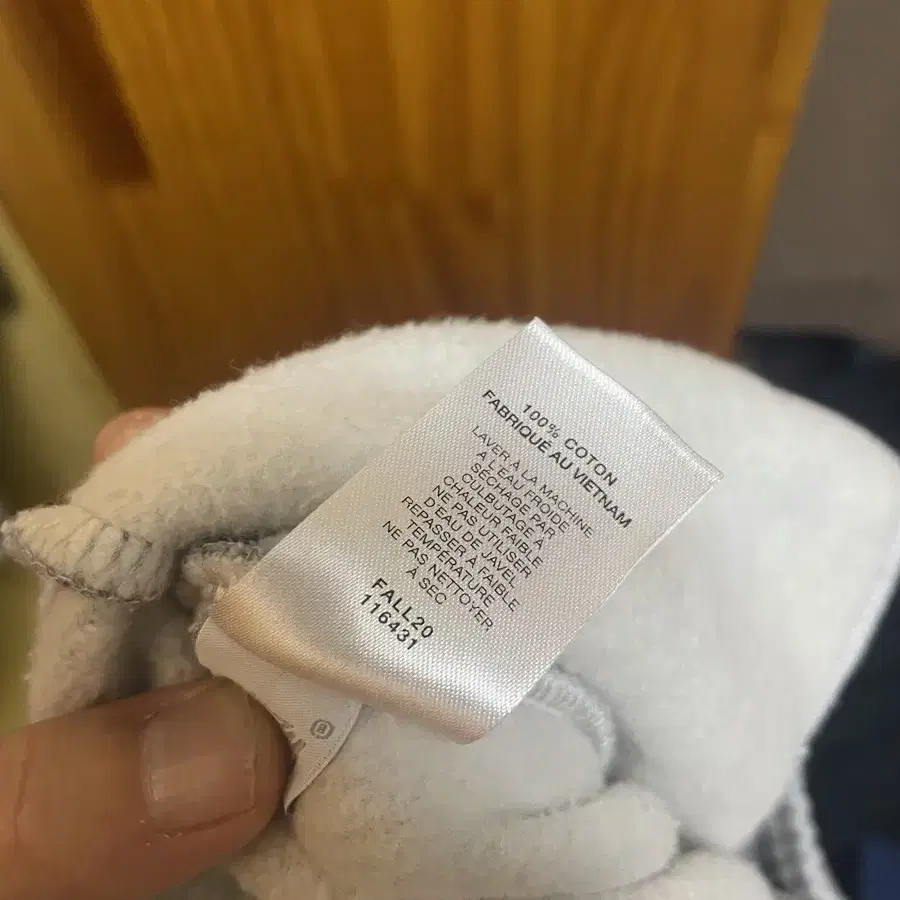 100% COTON
FABRIQUÉ AU VIETNAM
LAVER À LA MACHINE
À L'EAU FROIDE
SÉCHAGE PAR
CULBUTAGE À
CHALEUR FAIBLE
NE PAS UTILISER
D'EAU DE JAVEL
REPASSER À FAIBLE
TEMPÉRATURE
NE PAS NETTOYER
À SEC
FALL20
116431